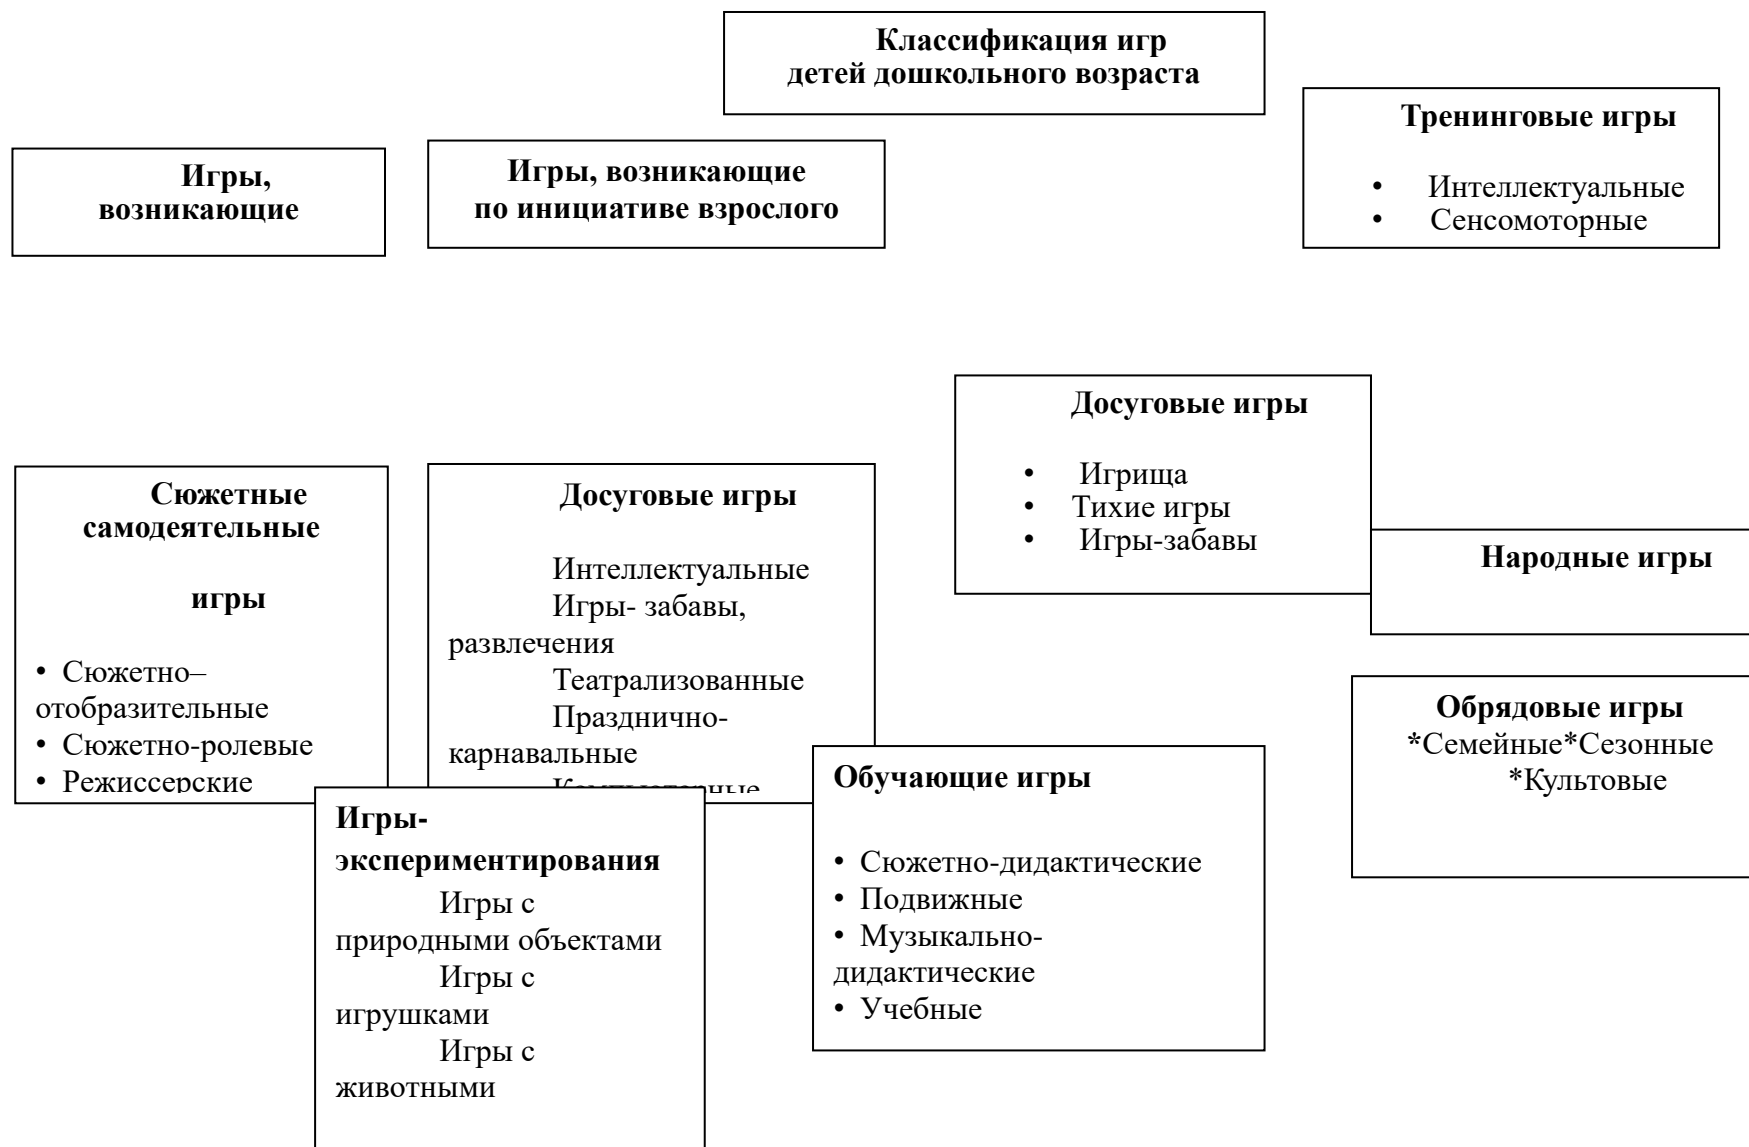 Классификация игр
детей дошкольного возраста
Тренинговые игры
• Интеллектуальные
• Сенсомоторные
Игры,
возникающие
Игры, возникающие
по инициативе взрослого
Досуговые игры
• Игрища
• Тихие игры
• Игры-забавы
Сюжетные
самодеятельные
игры
• Сюжетно–
отобразительные
• Сюжетно-ролевые
• Режиссерские
Досуговые игры
Интеллектуальные
Игры- забавы,
развлечения
Театрализованные
Празднично-
карнавальные
Компьютерные
Народные игры
Обрядовые игры
*Семейные*Сезонные
*Культовые
Игры-
экспериментирования
Игры с
природными объектами
Игры с
игрушками
Игры с
животными
Обучающие игры
• Сюжетно-дидактические
• Подвижные
• Музыкально-
дидактические
• Учебные